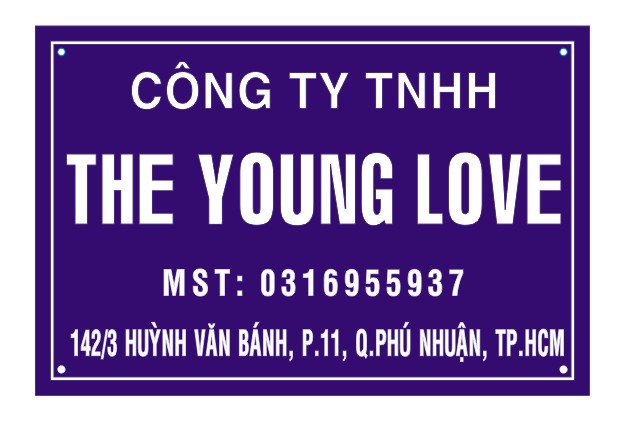 CÔNG TY TNHH
THE YOUNG LOVE
MST: 0316955937
142/3 HUỲNH VĂN BÁNH, P.11, Q.PHÚ NHUẬN, TP.HCM